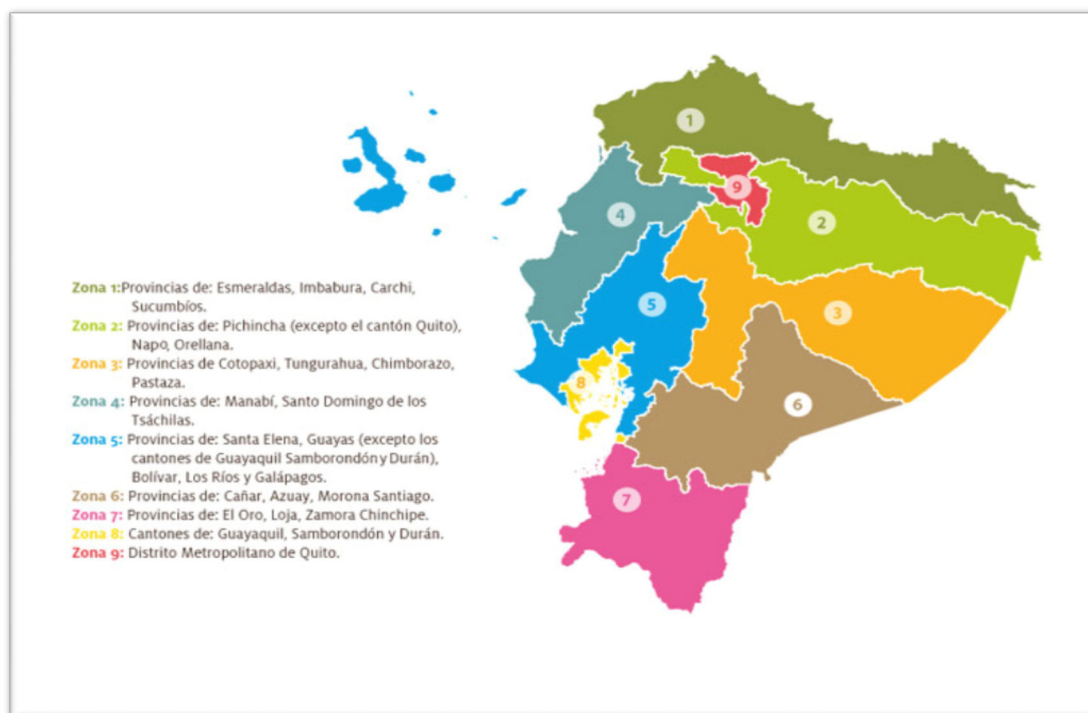 Zona 1:Provincias de: Esmeraldas, Imbabura, Carchi,
Sucumbíos.
Zona 2: Provincias de: Pichincha (excepto el cantón Quito),
Napo, Orellana.
Zona 3: Provincias de Cotopaxi, Tungurahua, Chimborazo,
Pastaza.
Zona 4: Provincias de: Manabí, Santo Domingo de los
Tsáchilas.
Zona 5: Provincias de: Santa Elena, Guayas (excepto los
cantones de Guayaquil Samborondón y Durán),
Bolívar, Los Ríos y Galápagos.
Zona 6: Provincias de: Cañar, Azuay, Morona Santiago.
Zona 7: Provincias de: El Oro, Loja, Zamora Chinchipe.
Zona 8: Cantones de: Guayaquil, Samborondón y Durán.
Zona 9: Distrito Metropolitano de Quito.
1
9
4
2
5
3
8
6
7